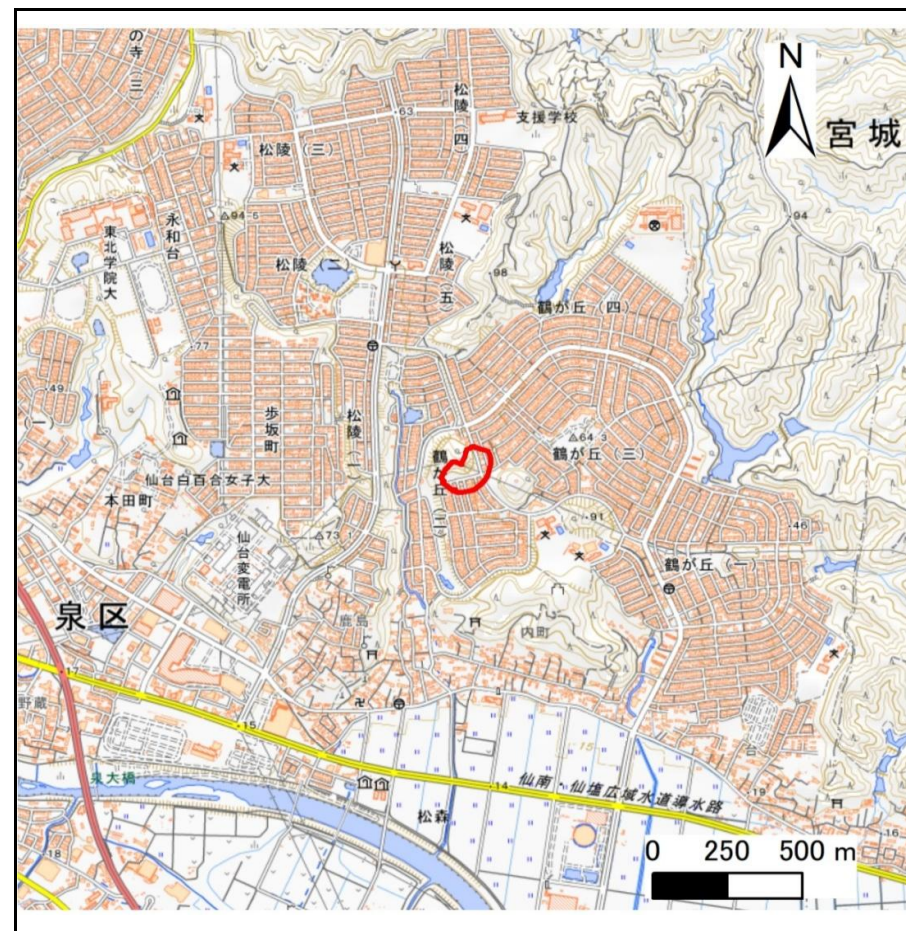 の寺(三)
N
宮城
63
松陵(四)
支援学校
松陵(三)
94.5
永和台
東北学院大
松陵(二)
松陵(五)
98
94
鶴が丘(四)
77
49
(一)
歩坂町
松陵(一)
64.3
鶴が丘(三)
鶴が丘(二)
仙台白百合女子大
本田町
73
91
46
仙台変電所
鶴が丘(一)
泉区
鹿島
内町
17
野蔵
15
15
台
泉大橋
14
仙南・仙塩広域水道導水路
19
松森
16
18
0 250 500 m